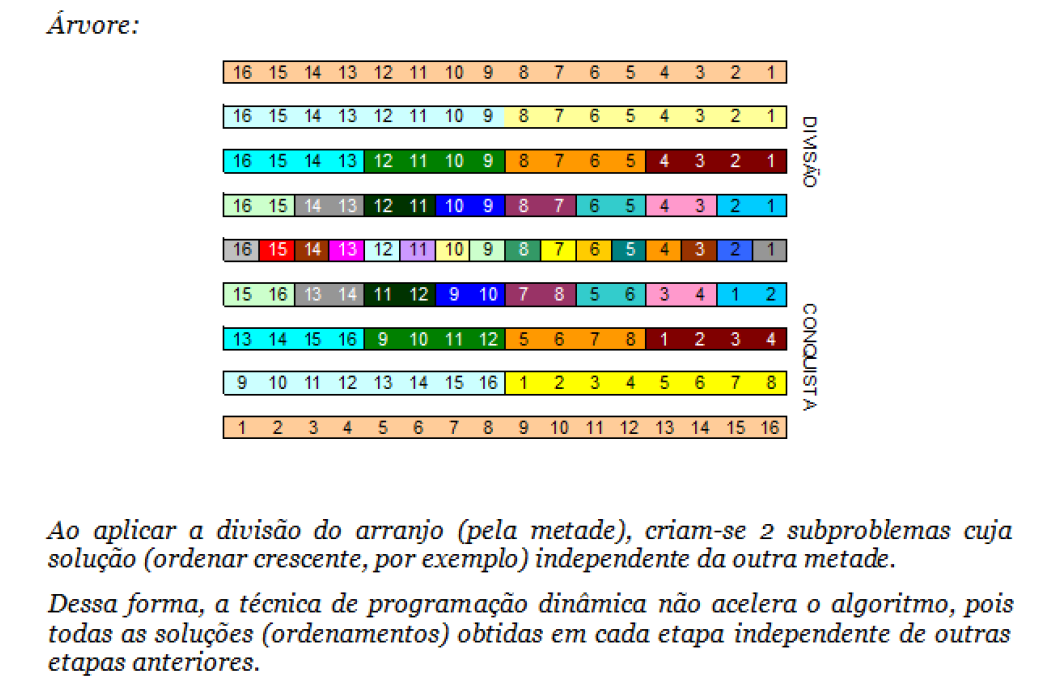 Árvore:
16 15 14 13 12 11 10 9 8 7 6 5 4 3 2 1
16 15 14 13 12 11 10 9 8 7 6 5 4 3 2 1
16 15 14 13 12 11 10 9 8 7 6 5 4 3 2 1
16 15 14 13 12 11 10 9 8 7 6 5 4 3 2 1
16 15 14 13 12 11 10 9 8 7 6 5 4 3 2 1
15 16 13 14 11 12 9 10 7 8 5 6 3 4 1 2
13 14 15 16 9 10 11 12 5 6 7 8 1 2 3 4
9 10 11 12 13 14 15 16 1 2 3 4 5 6 7 8
1 2 3 4 5 6 7 8 9 10 11 12 13 14 15 16
DIVISÃO
CONQUISTA
Ao aplicar a divisão do arranjo (pela metade), criam-se 2 subproblemas cuja
solução (ordenar crescente, por exemplo) independente da outra metade.
Dessa forma, a técnica de programação dinâmica não acelera o algoritmo, pois
todas as soluções (ordenamentos) obtidas em cada etapa independente de outras
etapas anteriores.